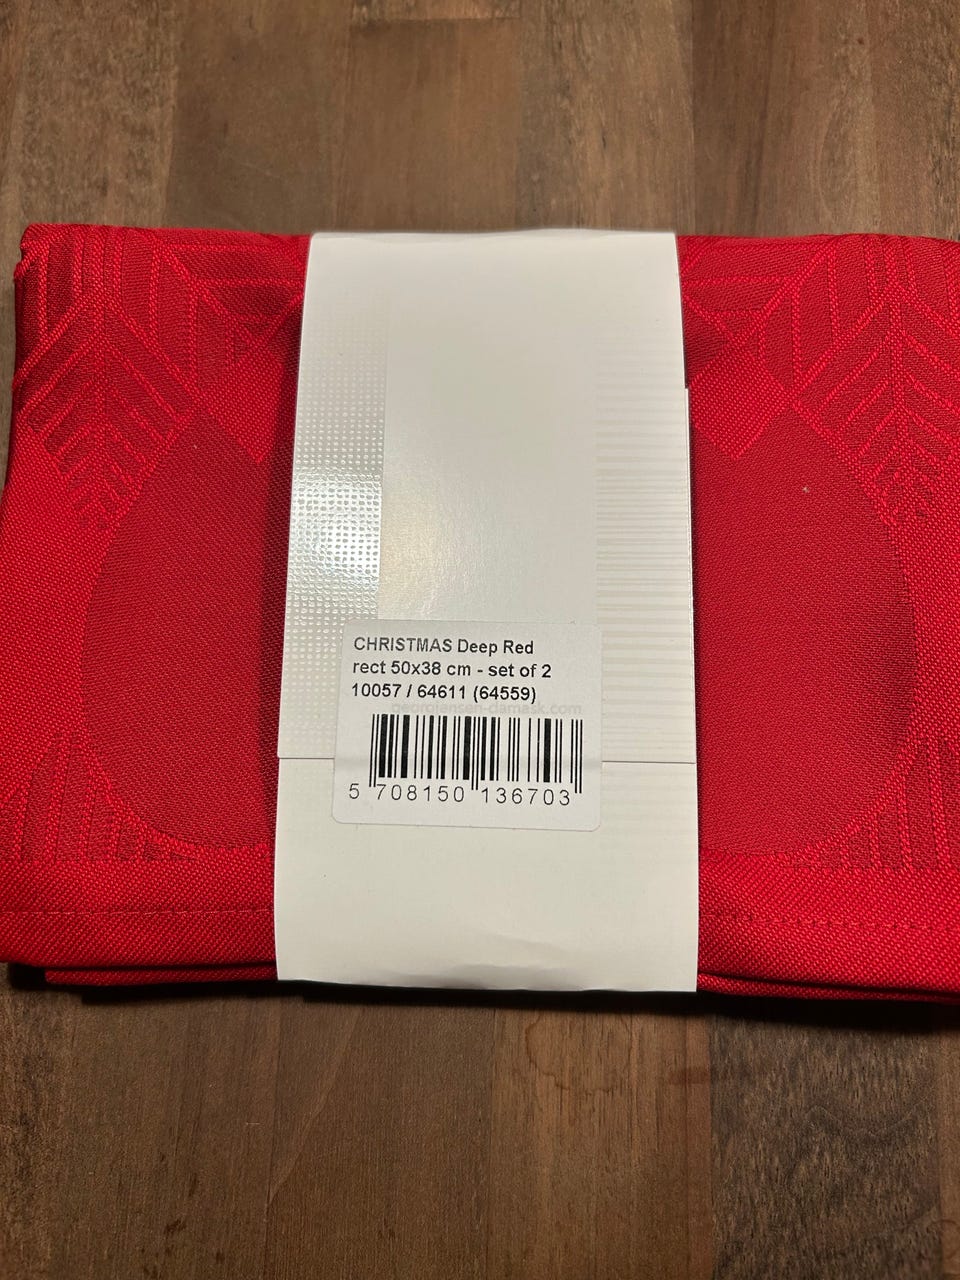 CHRISTMAS Deep Red
rect 50x38 cm - set of 2
10057 / 64611 (64559)
georgjensen-damask.com
5 708150 136703